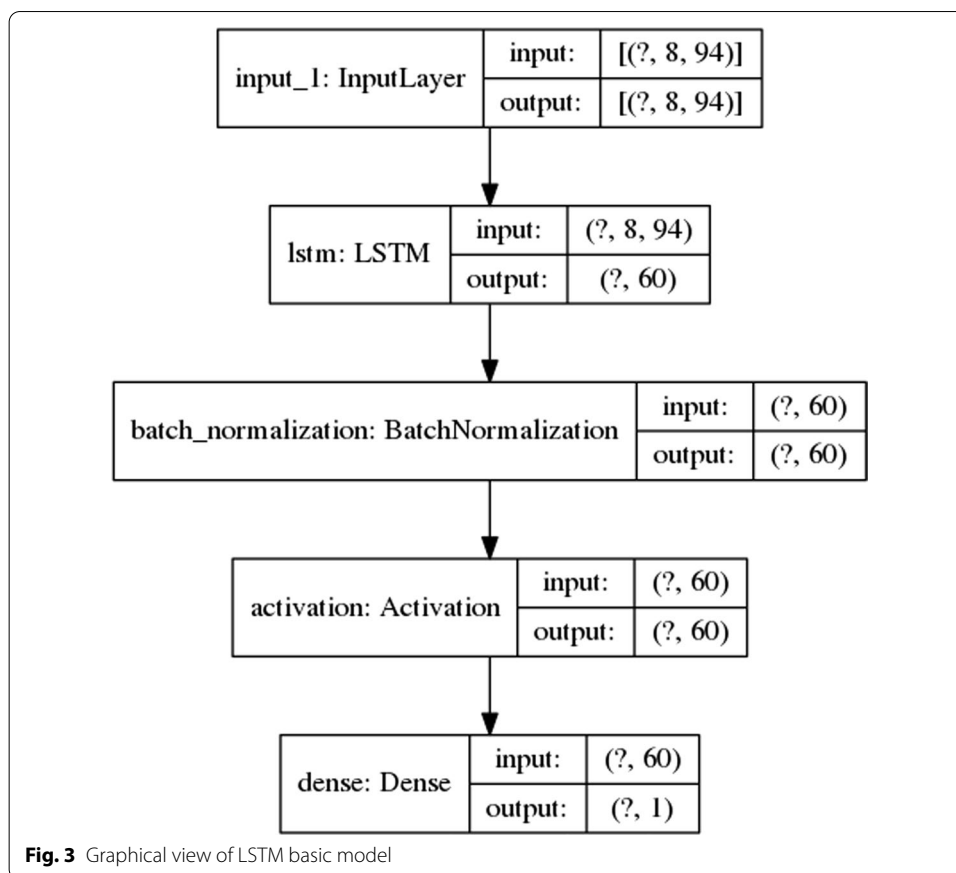 input_1: InputLayer
input: [(?, 8, 94)]
output: [(?, 8, 94)]
lstm: LSTM
input: (?, 8, 94)
output: (?, 60)
batch_normalization: BatchNormalization
input: (?, 60)
output: (?, 60)
activation: Activation
input: (?, 60)
output: (?, 60)
dense: Dense
input: (?, 60)
output: (?, 1)
Fig. 3 Graphical view of LSTM basic model